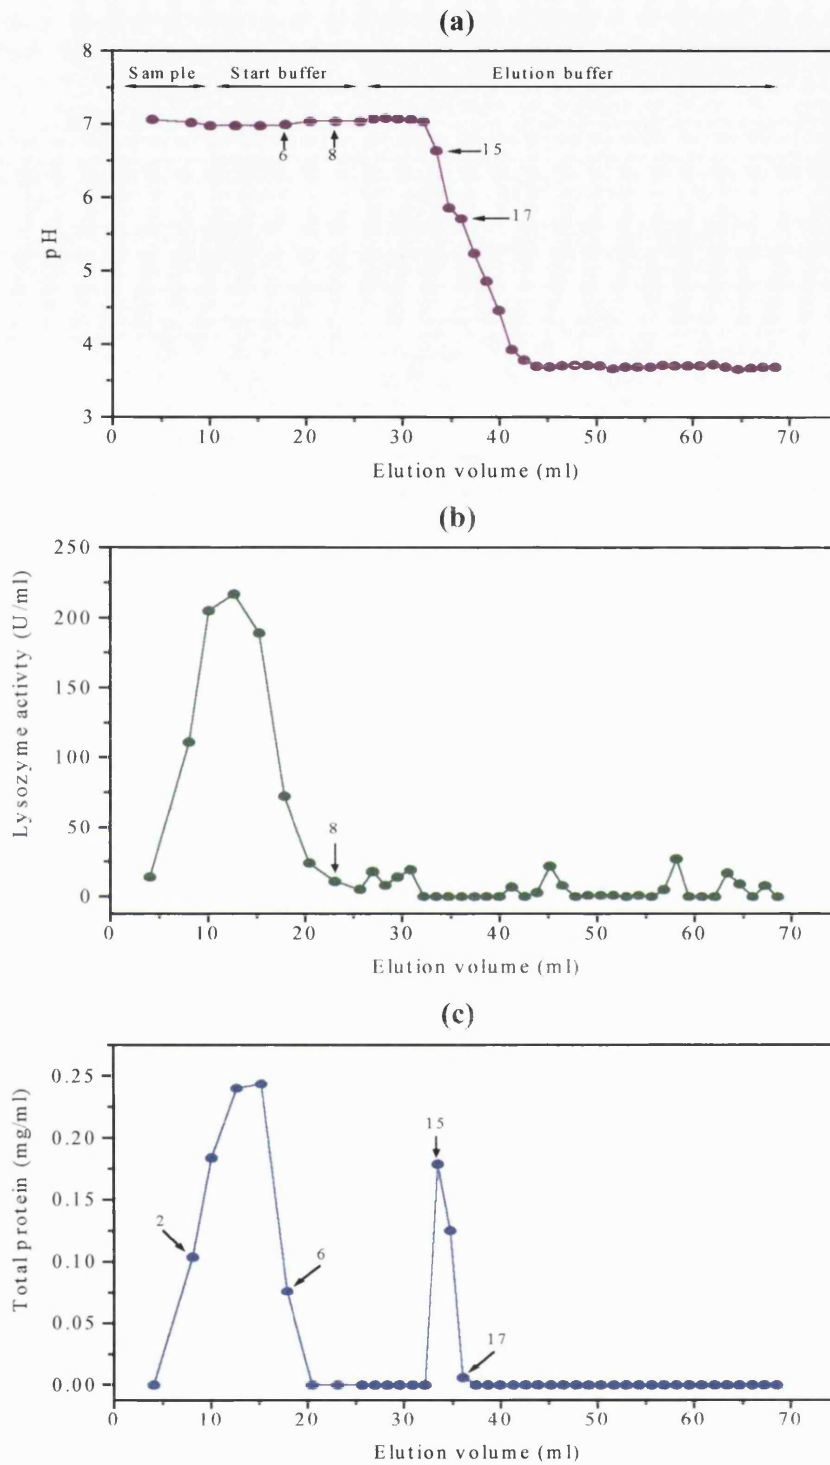 (a)
8
Sample Start buffer Elution buffer
7
6 8
15
6
17
pH
5
4
3
0 10 20 30 40 50 60 70
Elution volume (ml)
(b)
250
200
Lysozyme activty (U/ml)
150
100
50
8
0
0 10 20 30 40 50 60 70
Elution volume (ml)
(c)
0.25
0.20
15
Total protein (mg/ml)
0.15
2
0.10
6
0.05
17
0.00
0 10 20 30 40 50 60 70
Elution volume (ml)